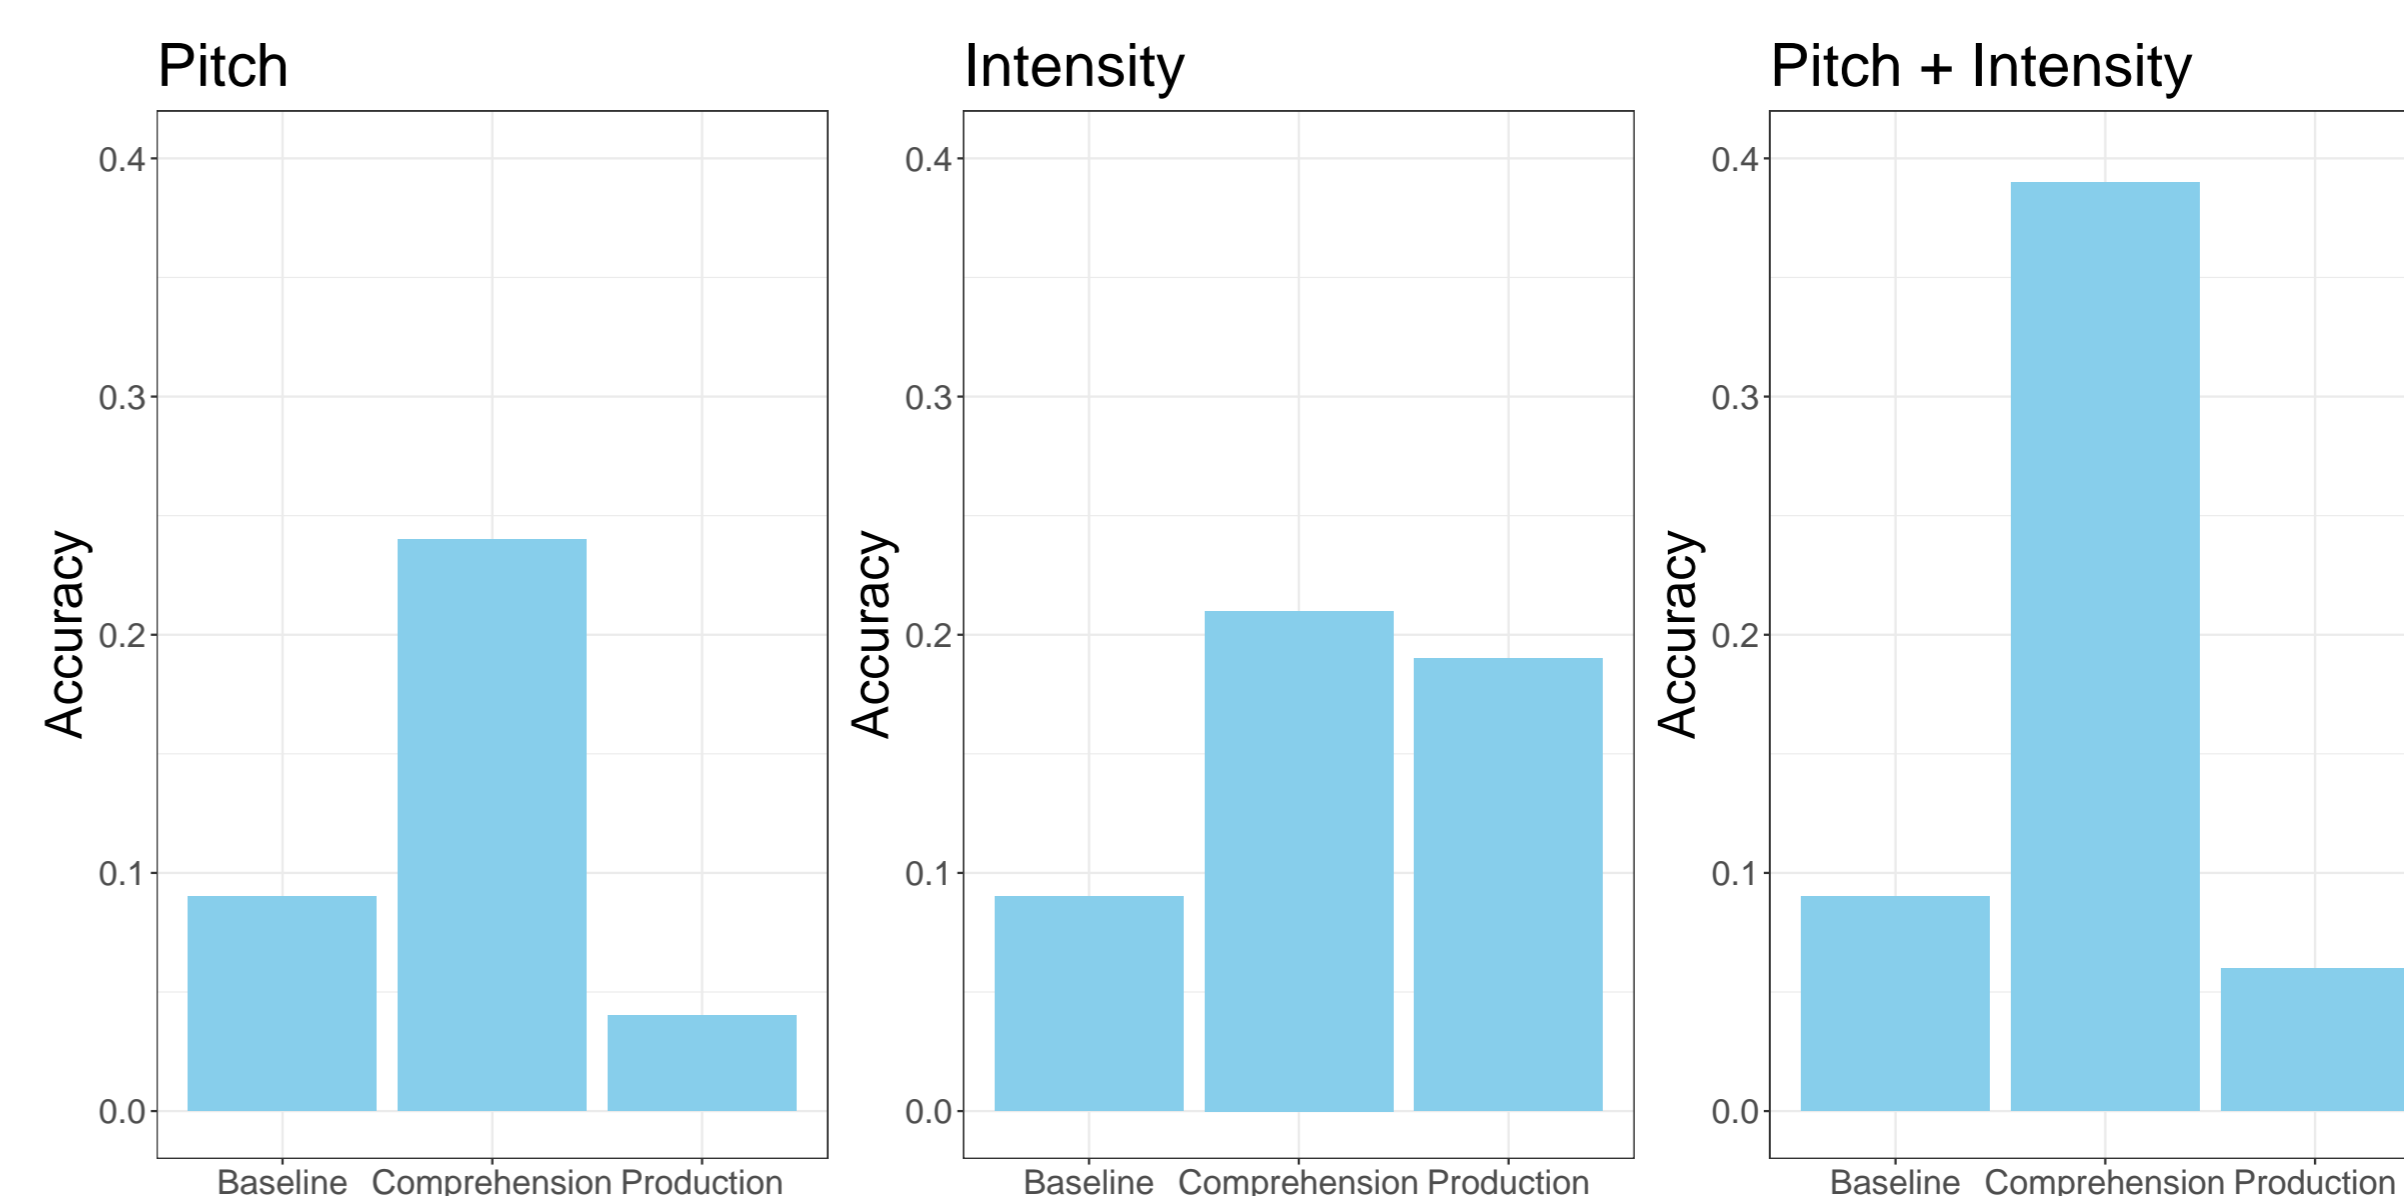 Pitch
Accuracy
0.4
0.3
0.2
0.1
0.0
Baseline Comprehension Production
Intensity
Accuracy
0.4
0.3
0.2
0.1
0.0
Baseline Comprehension Production
Pitch + Intensity
Accuracy
0.4
0.3
0.2
0.1
0.0
Baseline Comprehension Production